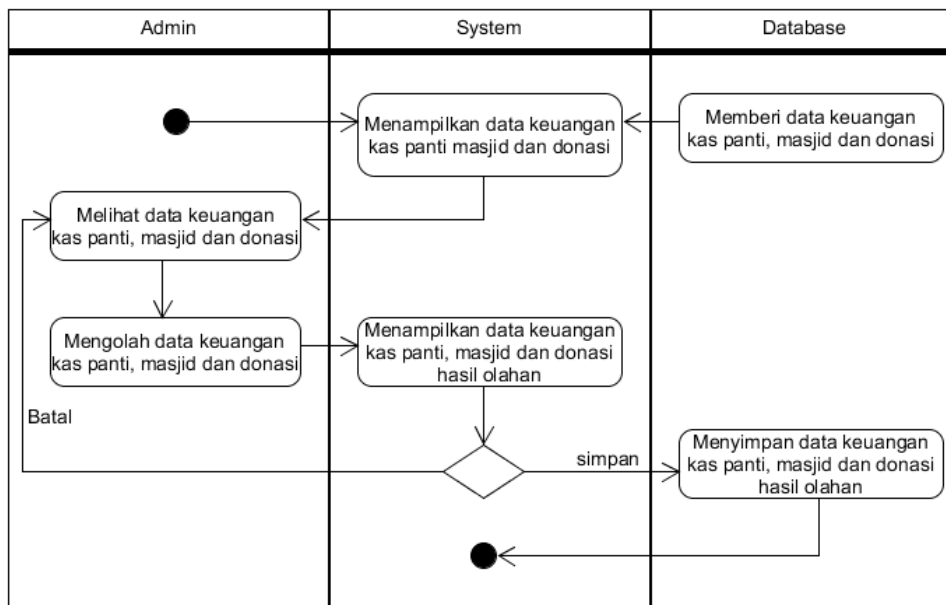 Admin
System
Database
Menampilkan data keuangan
kas panti masjid dan donasi
Memberi data keuangan
kas panti, masjid dan donasi
Melihat data keuangan
kas panti, masjid dan donasi
Mengolah data keuangan
kas panti, masjid dan donasi
Menampilkan data keuangan
kas panti, masjid dan donasi
hasil olahan
Batal
simpan
Menyimpan data keuangan
kas panti, masjid dan donasi
hasil olahan